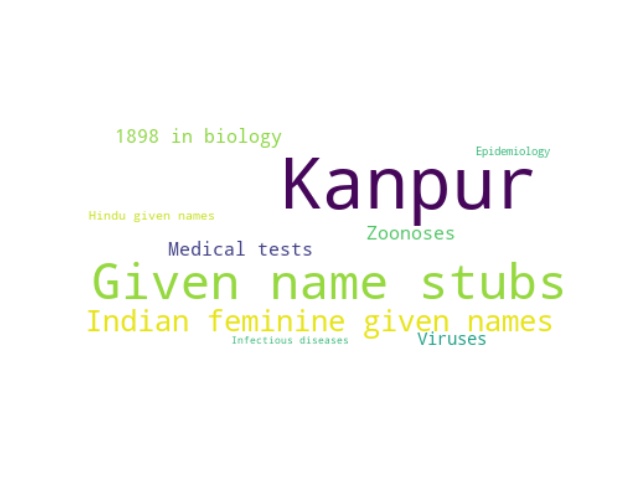 1898 in biology
Epidemiology
Kanpur
Hindu given names
Zoonoses
Medical tests
Given name stubs
Indian feminine given names
Viruses
Infectious diseases